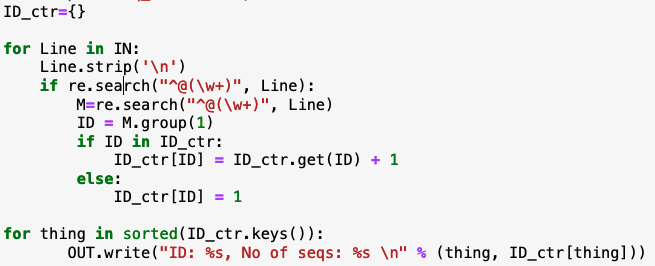 ID_ctr={}
for Line in IN:
    Line.strip('\n')
    if re.search("^@(\w+)", Line):
        M=re.search("^@(\w+)", Line)
        ID = M.group(1)
        if ID in ID_ctr:
            ID_ctr[ID] = ID_ctr.get(ID) + 1
        else:
            ID_ctr[ID] = 1
for thing in sorted(ID_ctr.keys()):
       OUT.write("ID: %s, No of seqs: %s \n" % (thing, ID_ctr[thing]))